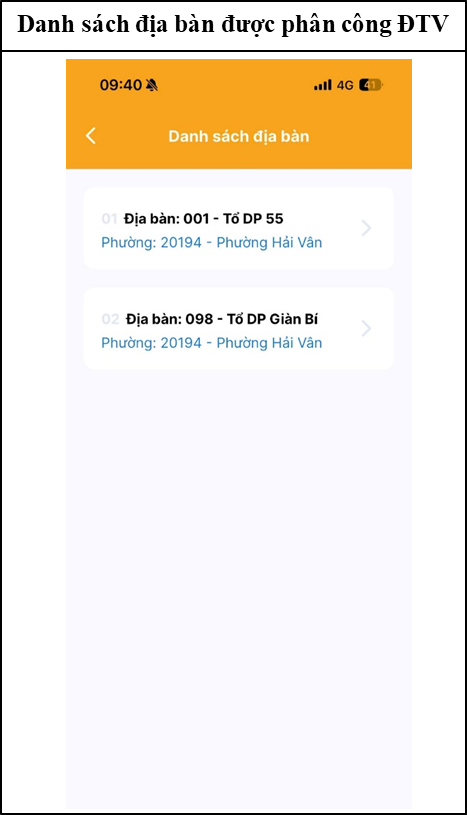 Danh sách địa bàn được phân công ĐTV
09:40 4G 41
Danh sách địa bàn
01 Địa bàn: 001 - Tổ DP 55
Phường: 20194 - Phường Hải Vân
02 Địa bàn: 098 - Tổ DP Giàn Bí
Phường: 20194 - Phường Hải Vân